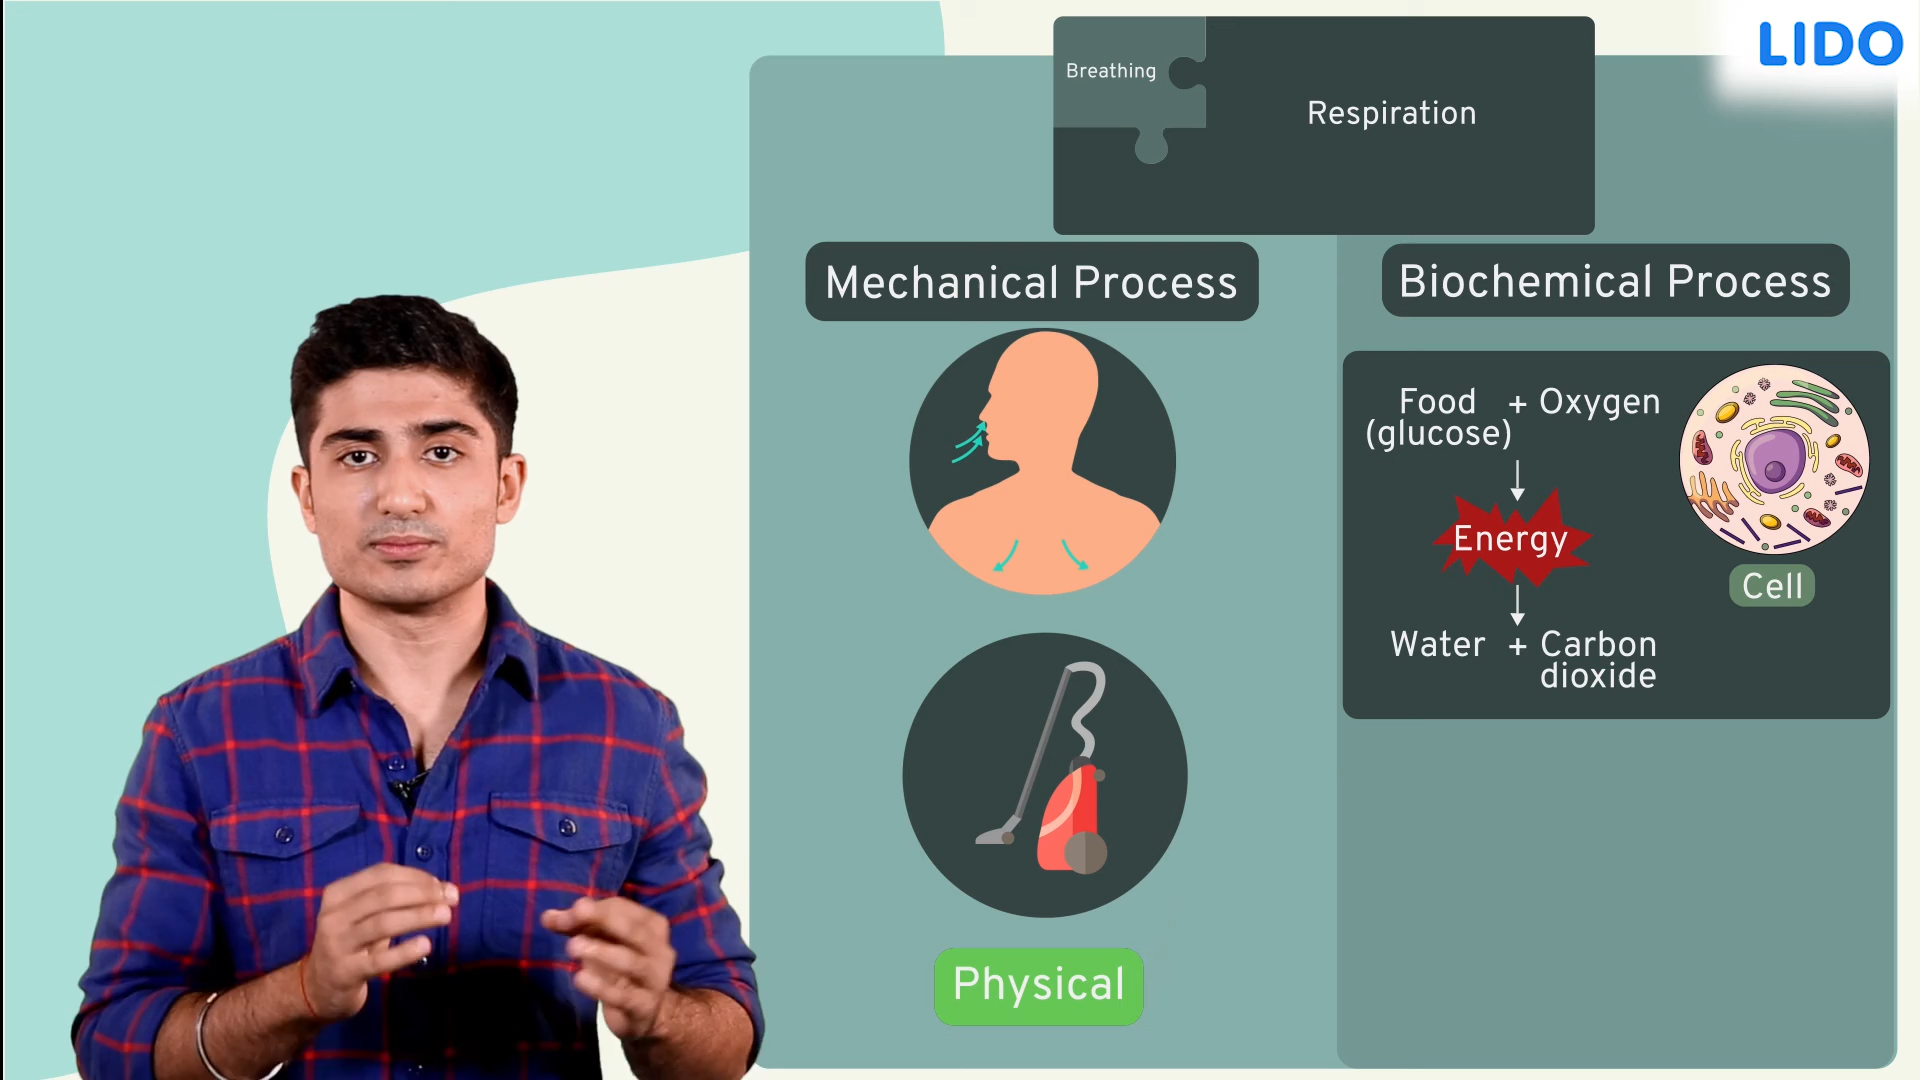 LIDO
Breathing
Respiration
Mechanical Process
Biochemical Process
Food + Oxygen
(glucose)
Energy
Cell
Water + Carbon
dioxide
Physical